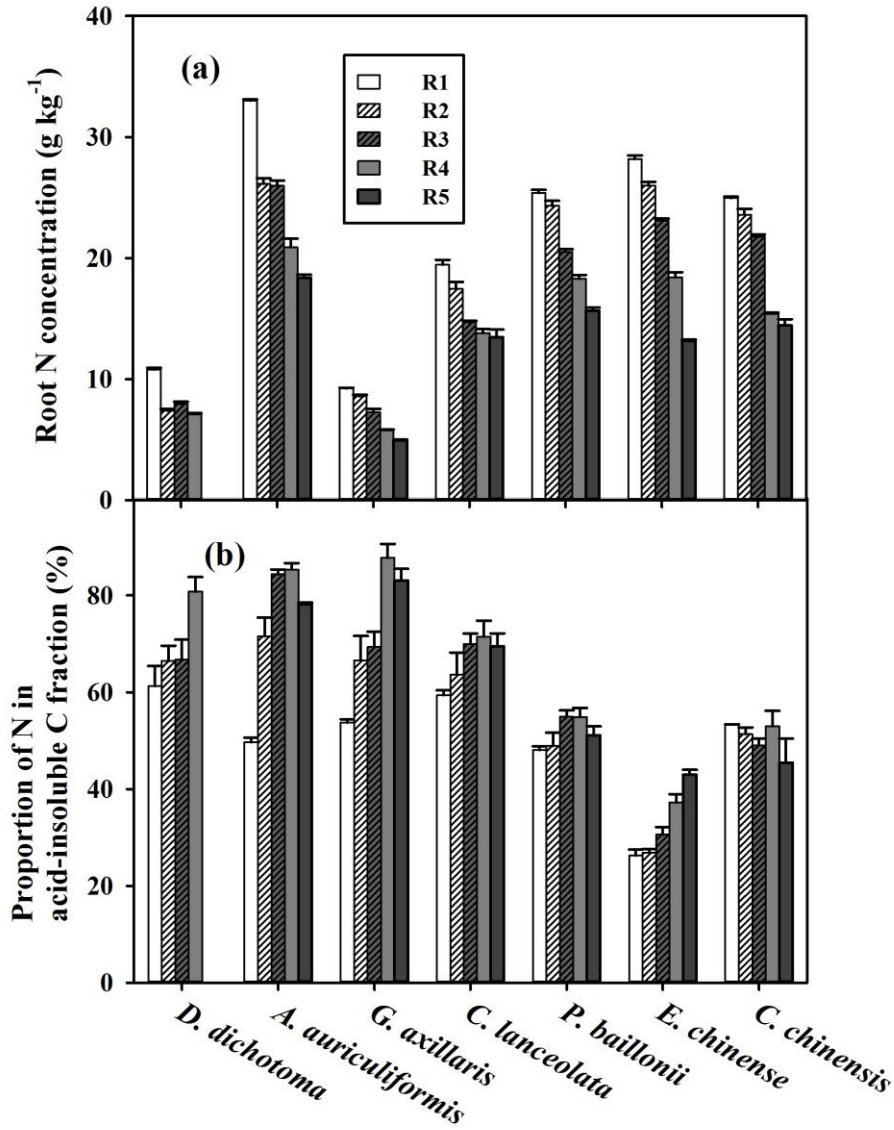 40
30
20
10
0
Root N concentration (g kg⁻¹)
(a)
R1
R2
R3
R4
R5
(b)
80
60
40
20
0
Proportion of N in
acid-insoluble C fraction (%)
D. dichotoma
A. auriculiformis
G. axillaris
C. lanceolata
P. baillonii
E. chinense
C. chinensis